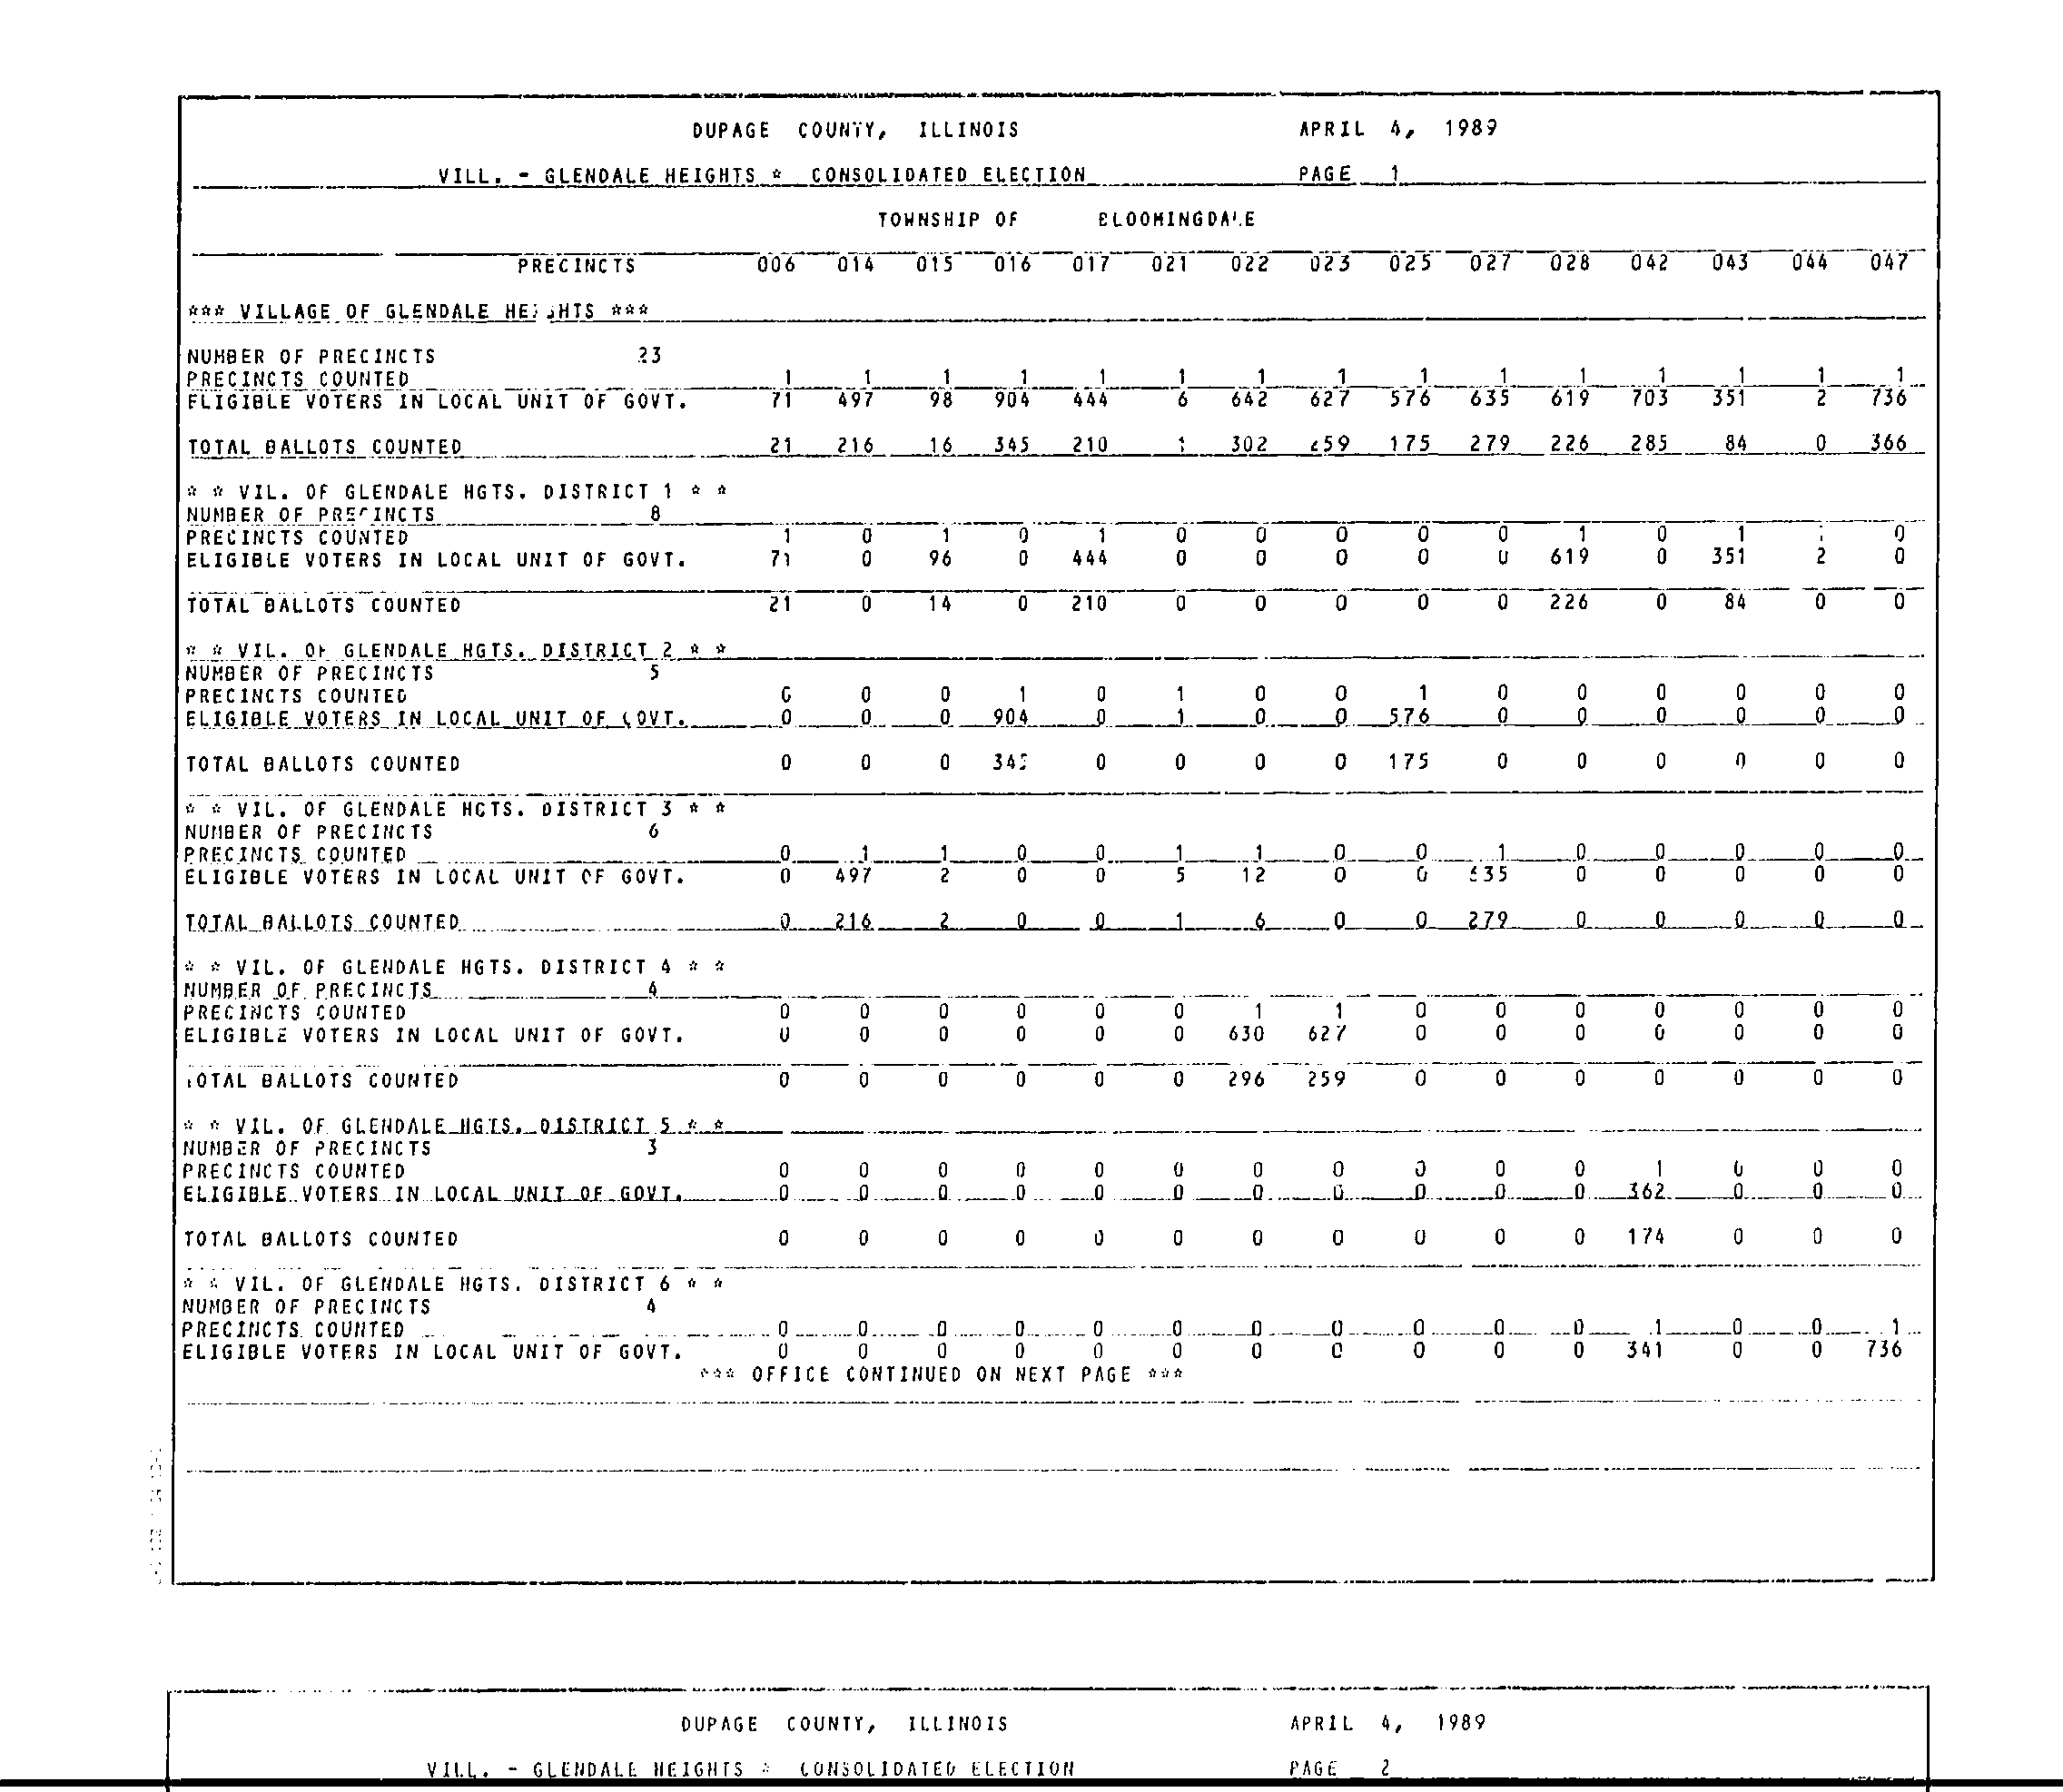 DUPAGE COUNTY, ILLINOIS APRIL 4, 1989
VILL. - GLENDALE HEIGHTS * CONSOLIDATED ELECTION PAGE 1
TOWNSHIP OF BLOOMINGDALE
PRECINCTS 006 014 015 016 017 021 022 023 025 027 028 042 043 044 047
*** VILLAGE OF GLENDALE HEIGHTS ***
NUMBER OF PRECINCTS 23
PRECINCTS COUNTED 1 1 1 1 1 1 1 1 1 1 1 1 1 1 1
ELIGIBLE VOTERS IN LOCAL UNIT OF GOVT. 71 497 98 904 444 6 642 627 576 635 619 703 351 2 736
TOTAL BALLOTS COUNTED 21 216 16 345 210 1 302 259 175 279 226 285 84 0 366
* * VIL. OF GLENDALE HGTS. DISTRICT 1 * *
NUMBER OF PRECINCTS 8
PRECINCTS COUNTED 1 0 1 0 1 0 0 0 0 0 1 0 1 0
ELIGIBLE VOTERS IN LOCAL UNIT OF GOVT. 71 0 96 0 444 0 0 0 0 0 619 0 351 2 0
TOTAL BALLOTS COUNTED 21 0 14 0 210 0 0 0 0 0 226 0 84 0 0
* * VIL. OF GLENDALE HGTS. DISTRICT 2 * *
NUMBER OF PRECINCTS 5
PRECINCTS COUNTED 0 0 0 1 0 1 0 0 1 0 0 0 0 0 0
ELIGIBLE VOTERS IN LOCAL UNIT OF GOVT. 0 0 0 904 0 1 0 0 576 0 0 0 0 0 0
TOTAL BALLOTS COUNTED 0 0 0 345 0 0 0 0 175 0 0 0 0 0 0
* * VIL. OF GLENDALE HGTS. DISTRICT 3 * *
NUMBER OF PRECINCTS 6
PRECINCTS COUNTED 0 1 1 0 0 1 1 0 0 1 0 0 0 0 0
ELIGIBLE VOTERS IN LOCAL UNIT OF GOVT. 0 497 2 0 0 5 12 0 0 635 0 0 0 0 0
TOTAL BALLOTS COUNTED 0 216 2 0 0 1 6 0 0 279 0 0 0 0 0
* * VIL. OF GLENDALE HGTS. DISTRICT 4 * *
NUMBER OF PRECINCTS 4
PRECINCTS COUNTED 0 0 0 0 0 0 1 1 0 0 0 0 0 0 0
ELIGIBLE VOTERS IN LOCAL UNIT OF GOVT. 0 0 0 0 0 0 630 627 0 0 0 0 0 0 0
TOTAL BALLOTS COUNTED 0 0 0 0 0 0 296 259 0 0 0 0 0 0 0
* * VIL. OF GLENDALE HGTS. DISTRICT 5 * *
NUMBER OF PRECINCTS 3
PRECINCTS COUNTED 0 0 0 0 0 0 0 0 0 0 0 1 0 0 0
ELIGIBLE VOTERS IN LOCAL UNIT OF GOVT. 0 0 0 0 0 0 0 0 0 0 0 362 0 0 0
TOTAL BALLOTS COUNTED 0 0 0 0 0 0 0 0 0 0 0 174 0 0 0
* * VIL. OF GLENDALE HGTS. DISTRICT 6 * *
NUMBER OF PRECINCTS 4
PRECINCTS COUNTED 0 0 0 0 0 0 0 0 0 0 0 1 0 0 1
ELIGIBLE VOTERS IN LOCAL UNIT OF GOVT. 0 0 0 0 0 0 0 0 0 0 0 341 0 0 736
*** OFFICE CONTINUED ON NEXT PAGE ***
DUPAGE COUNTY, ILLINOIS APRIL 4, 1989
VILL. - GLENDALE HEIGHTS * CONSOLIDATED ELECTION PAGE 2